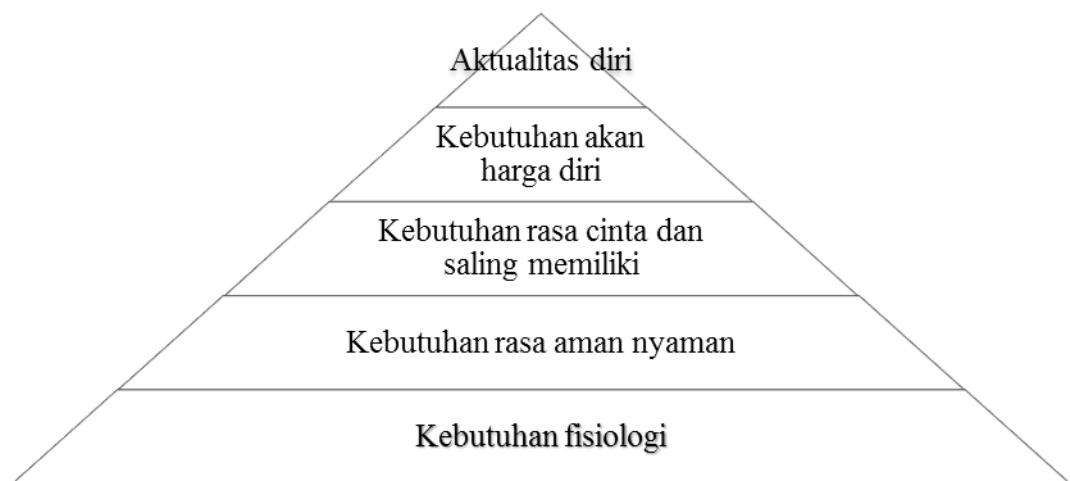 Aktualitas diri
Kebutuhan akan
harga diri
Kebutuhan rasa cinta dan
saling memiliki
Kebutuhan rasa aman nyaman
Kebutuhan fisiologi